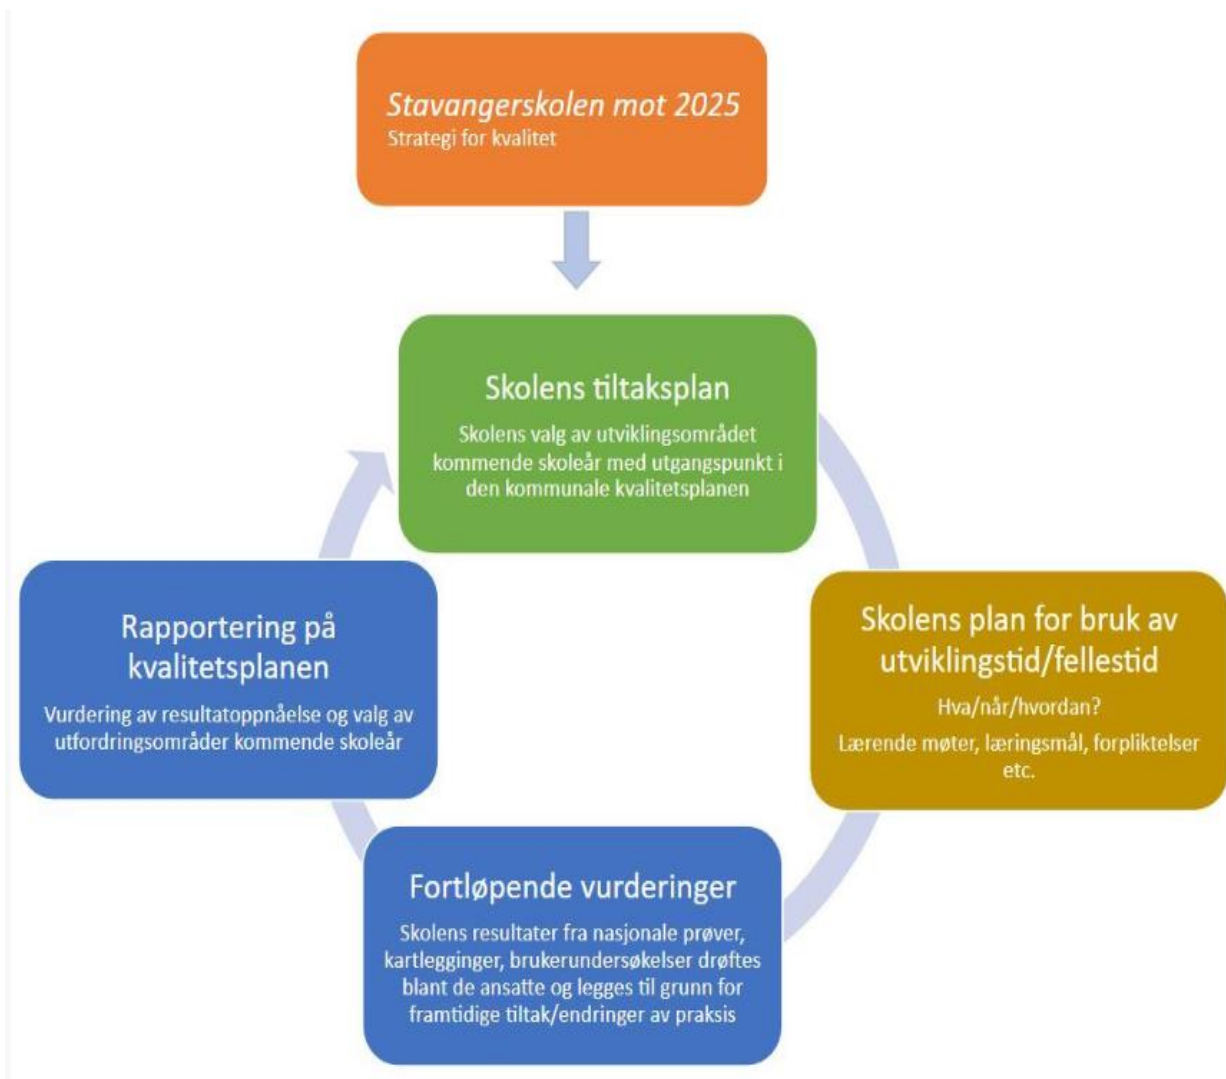 Stavangerskolen mot 2025
Strategi for kvalitet
Skolens tiltaksplan
Skolens valg av utviklingsområdet
kommende skoleår med utgangspunkt i
den kommunale kvalitetsplanen
Skolens plan for bruk av
utviklingstid/fellestid
Hva/når/hvordan?
Lærende møter, læringsmål, forpliktelser
etc.
Fortløpende vurderinger
Skolens resultater fra nasjonale prøver,
kartlegginger, brukerundersøkelser drøftes
blant de ansatte og legges til grunn for
framtidige tiltak/endringer av praksis
Rapportering på
kvalitetsplanen
Vurdering av resultatoppnåelse og valg av
utfordringsområder kommende skoleår